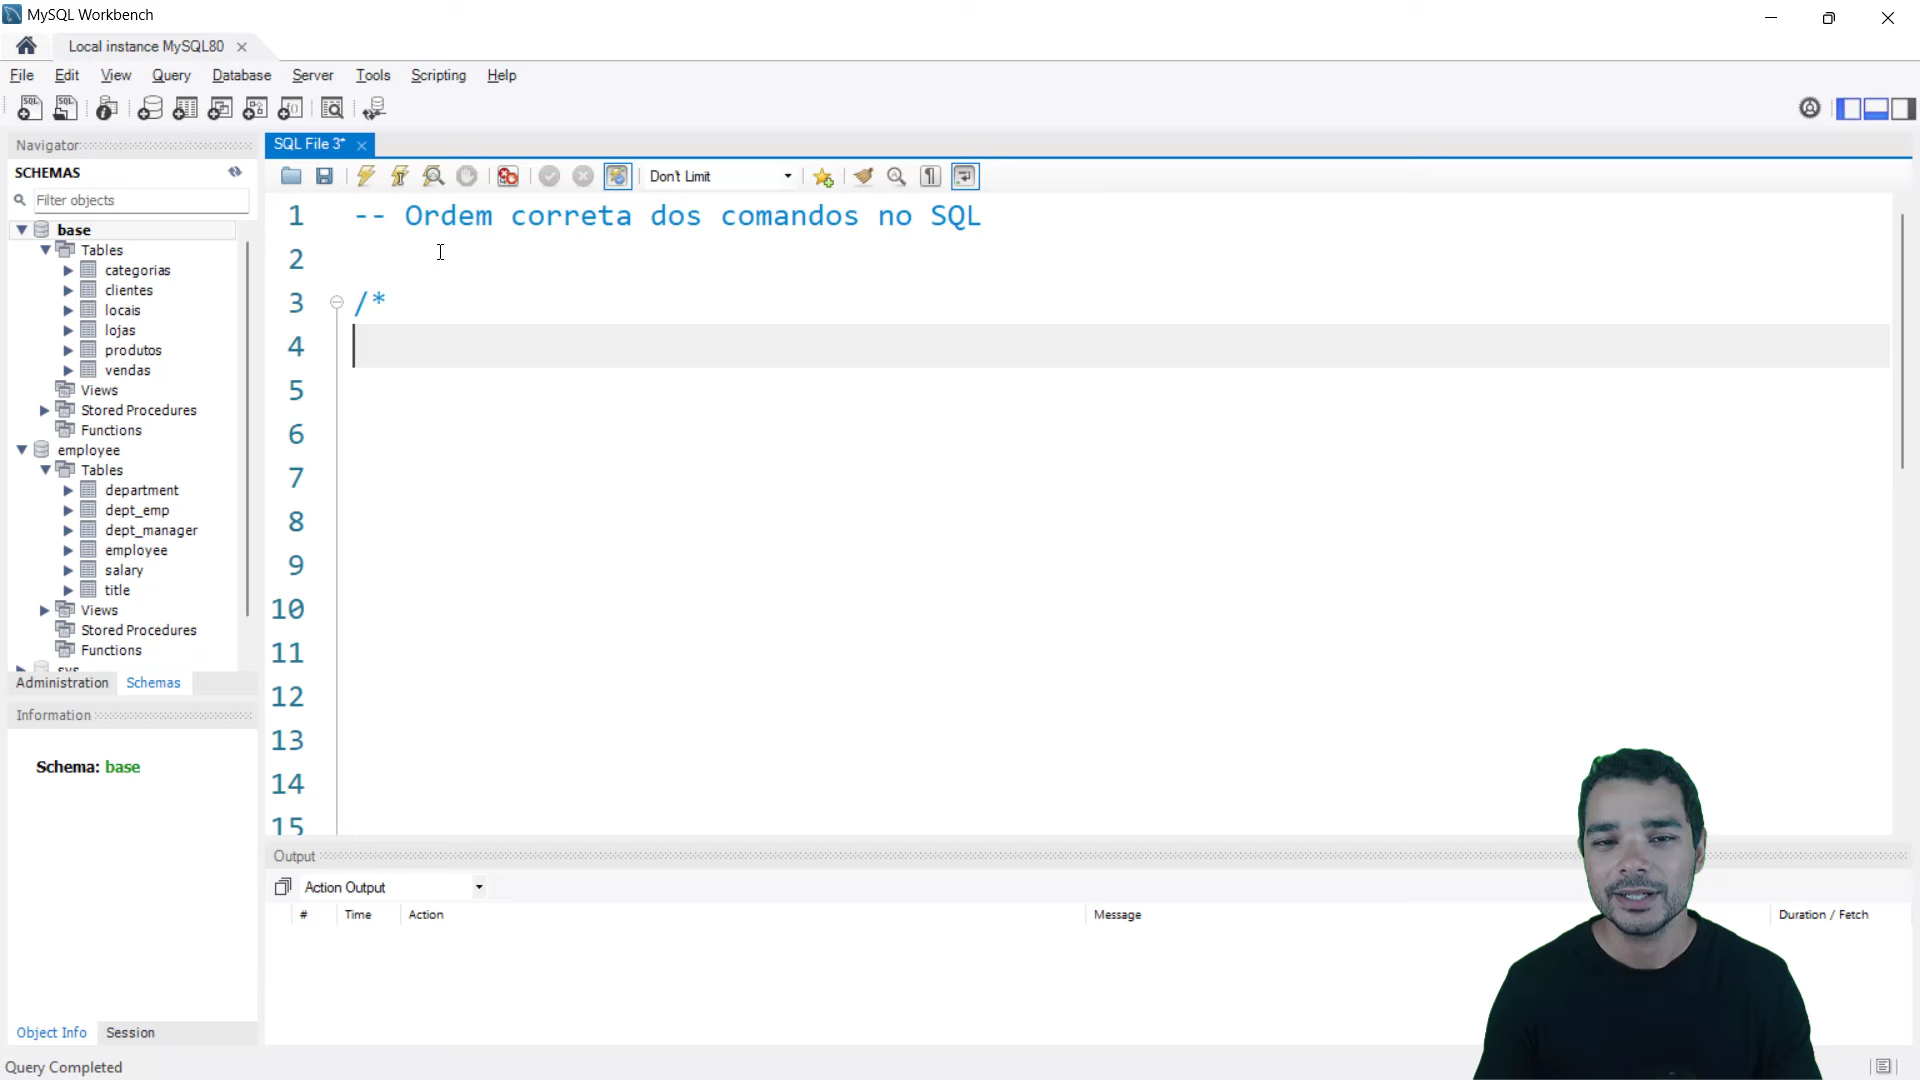 MySQL Workbench
Local instance MySQL80
File Edit View Query Database Server Tools Scripting Help
Navigator
SCHEMAS
Filter objects
base
Tables
categorias
clientes
locais
lojas
produtos
vendas
Views
Stored Procedures
Functions
employee
Tables
department
dept_emp
dept_manager
employee
salary
title
Views
Stored Procedures
Functions
sys
Administration Schemas
Information
Schema: base
Object Info Session
Query Completed
SQL File 3*
Don't Limit
1 -- Ordem correta dos comandos no SQL
2
3 /*
4
5
6
7
8
9
10
11
12
13
14
15
Output
Action Output
# Time Action Message Duration / Fetch